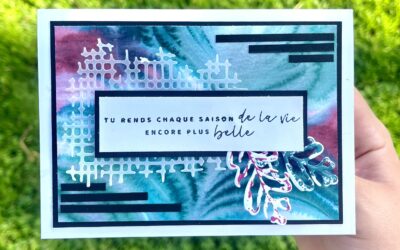 TU RENDS CHAQUE SAISON de la vie
ENCORE PLUS belle